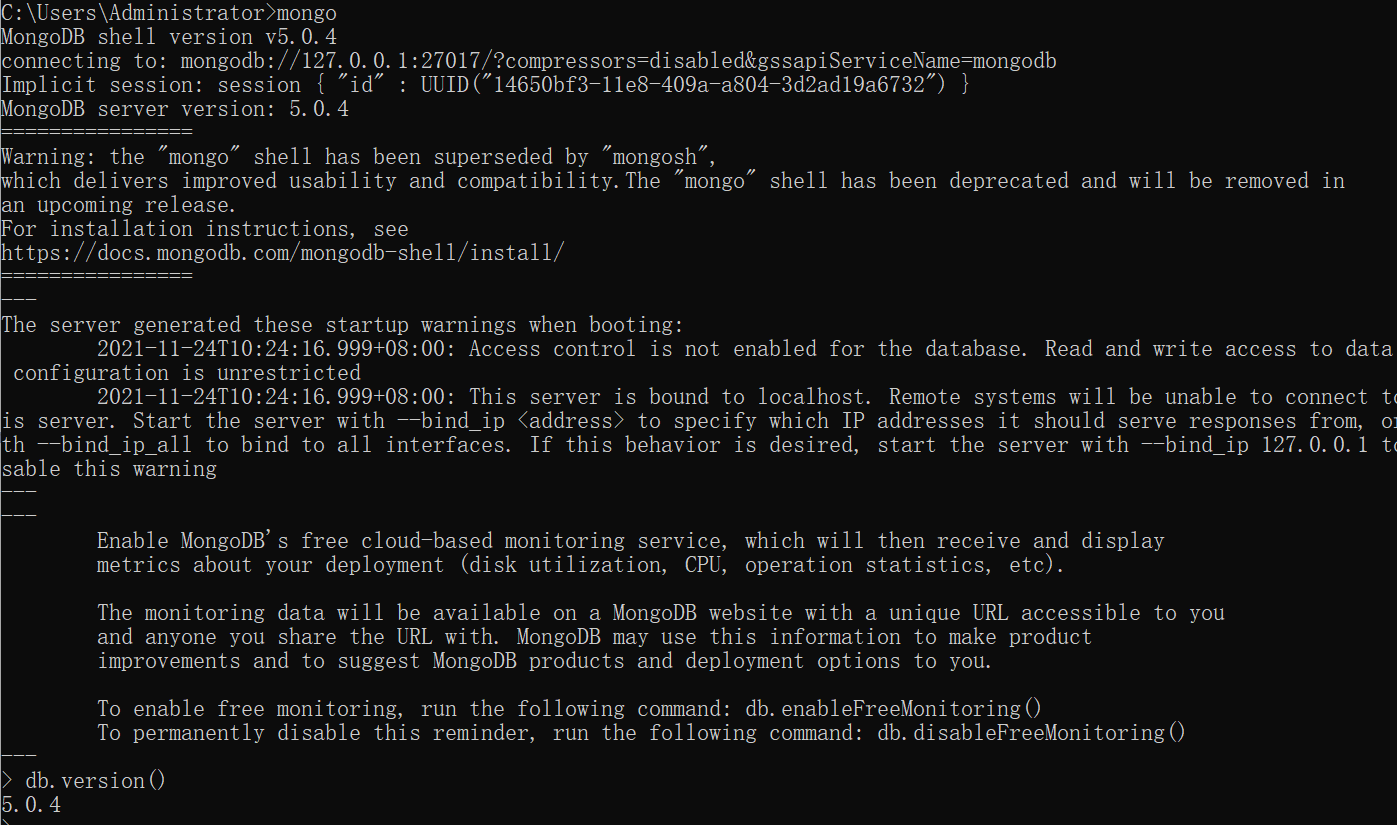 C:\Users\Administrator>mongo
MongoDB shell version v5.0.4
connecting to: mongodb://127.0.0.1:27017/?compressors=disabled&gssapiServiceName=mongodb
Implicit session: session { "id" : UUID("14650bf3-11e8-409a-a804-3d2ad19a6732") }
MongoDB server version: 5.0.4
================
Warning: the "mongo" shell has been superseded by "mongosh",
which delivers improved usability and compatibility.The "mongo" shell has been deprecated and will be removed in
an upcoming release.
For installation instructions, see
https://docs.mongodb.com/mongodb-shell/install/
================
---
The server generated these startup warnings when booting:
        2021-11-24T10:24:16.999+08:00: Access control is not enabled for the database. Read and write access to data
 configuration is unrestricted
        2021-11-24T10:24:16.999+08:00: This server is bound to localhost. Remote systems will be unable to connect t
is server. Start the server with --bind_ip <address> to specify which IP addresses it should serve responses from, o
th --bind_ip_all to bind to all interfaces. If this behavior is desired, start the server with --bind_ip 127.0.0.1 t
sable this warning
---
---
        Enable MongoDB's free cloud-based monitoring service, which will then receive and display
        metrics about your deployment (disk utilization, CPU, operation statistics, etc).
        The monitoring data will be available on a MongoDB website with a unique URL accessible to you
        and anyone you share the URL with. MongoDB may use this information to make product
        improvements and to suggest MongoDB products and deployment options to you.
        To enable free monitoring, run the following command: db.enableFreeMonitoring()
        To permanently disable this reminder, run the following command: db.disableFreeMonitoring()
---
> db.version()
5.0.4